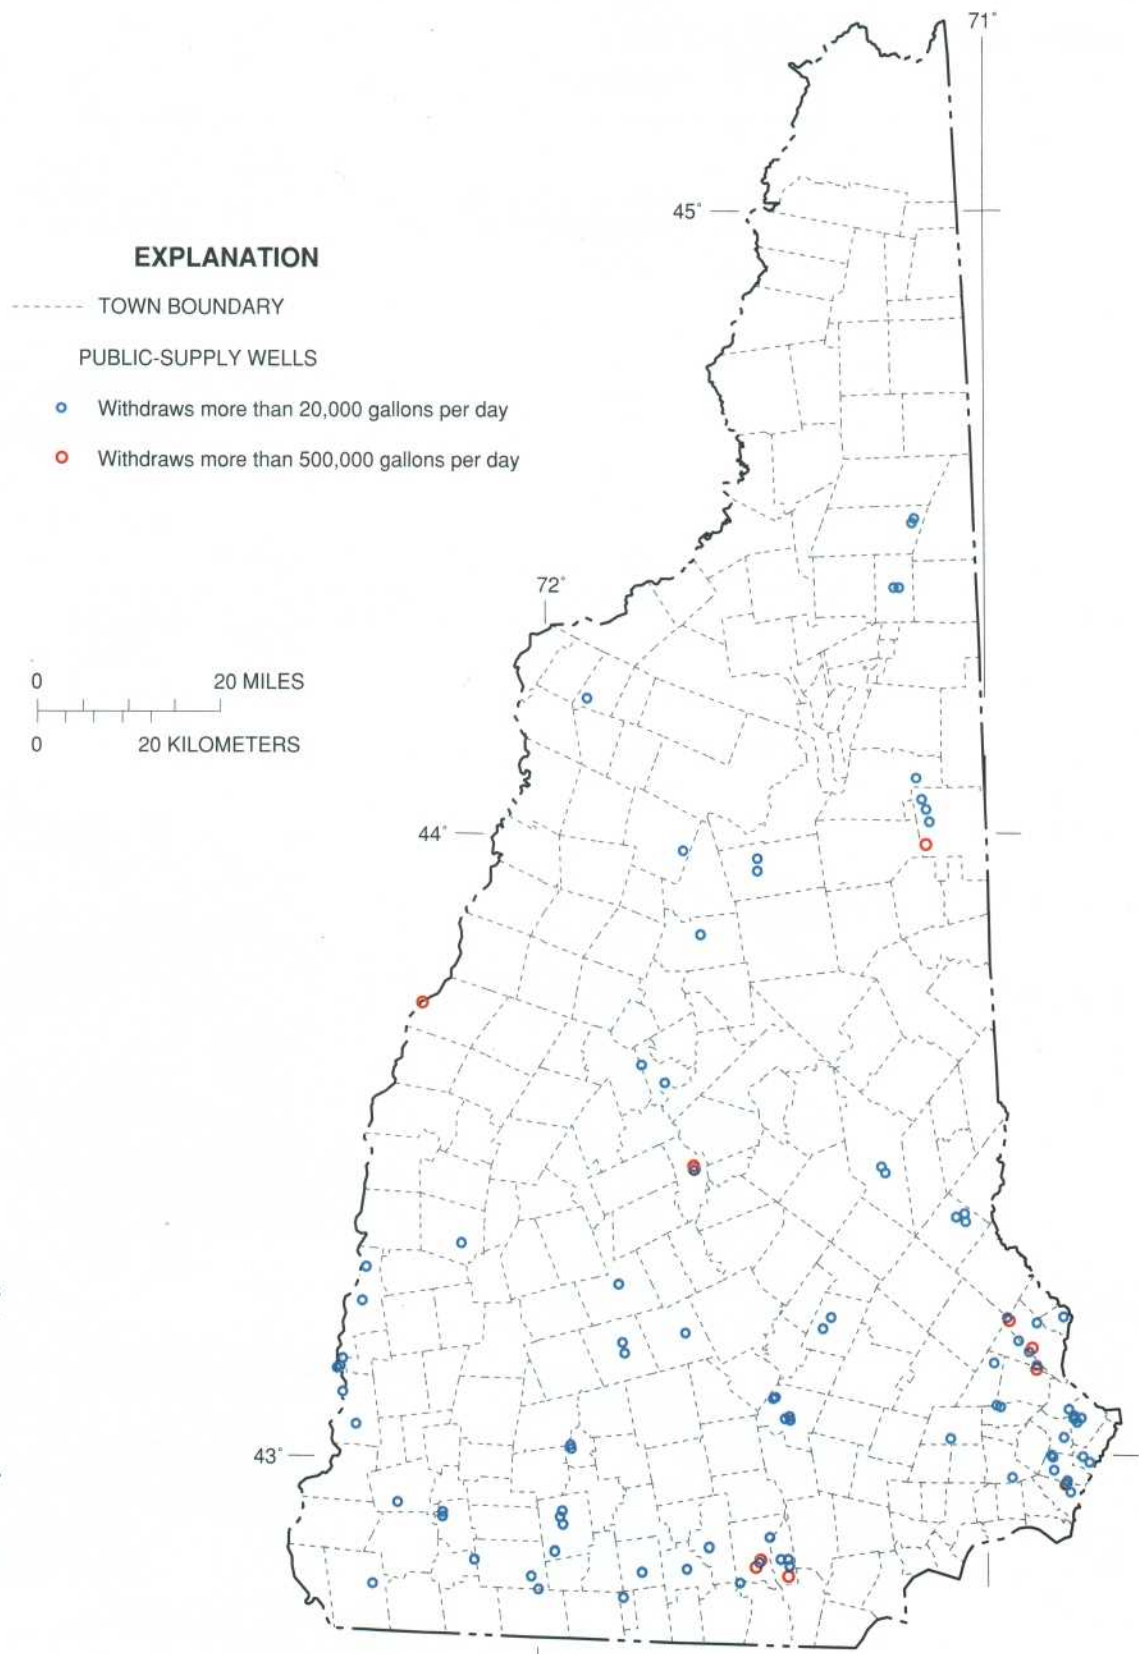 71°
45°
EXPLANATION
TOWN BOUNDARY
PUBLIC-SUPPLY WELLS
Withdraws more than 20,000 gallons per day
Withdraws more than 500,000 gallons per day
72°
0 20 MILES
0 20 KILOMETERS
44°
43°